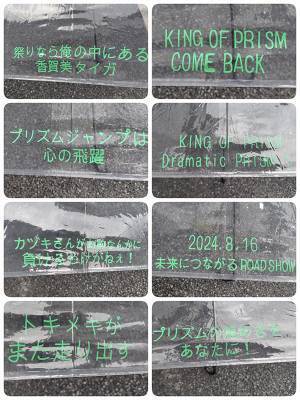 祭りなら俺の中にある
香賀美タイガ
KING OF PRISM
COME BACK
プリズムジャンプは
心の飛躍
KING OF PRISM
Dramatic PRISM.1
カヅキさんが
負けるわけがねぇ！
2024.8.16
未来につながるROADSHOW
トキメキが
また走り出す
プリズムの
あなたに！